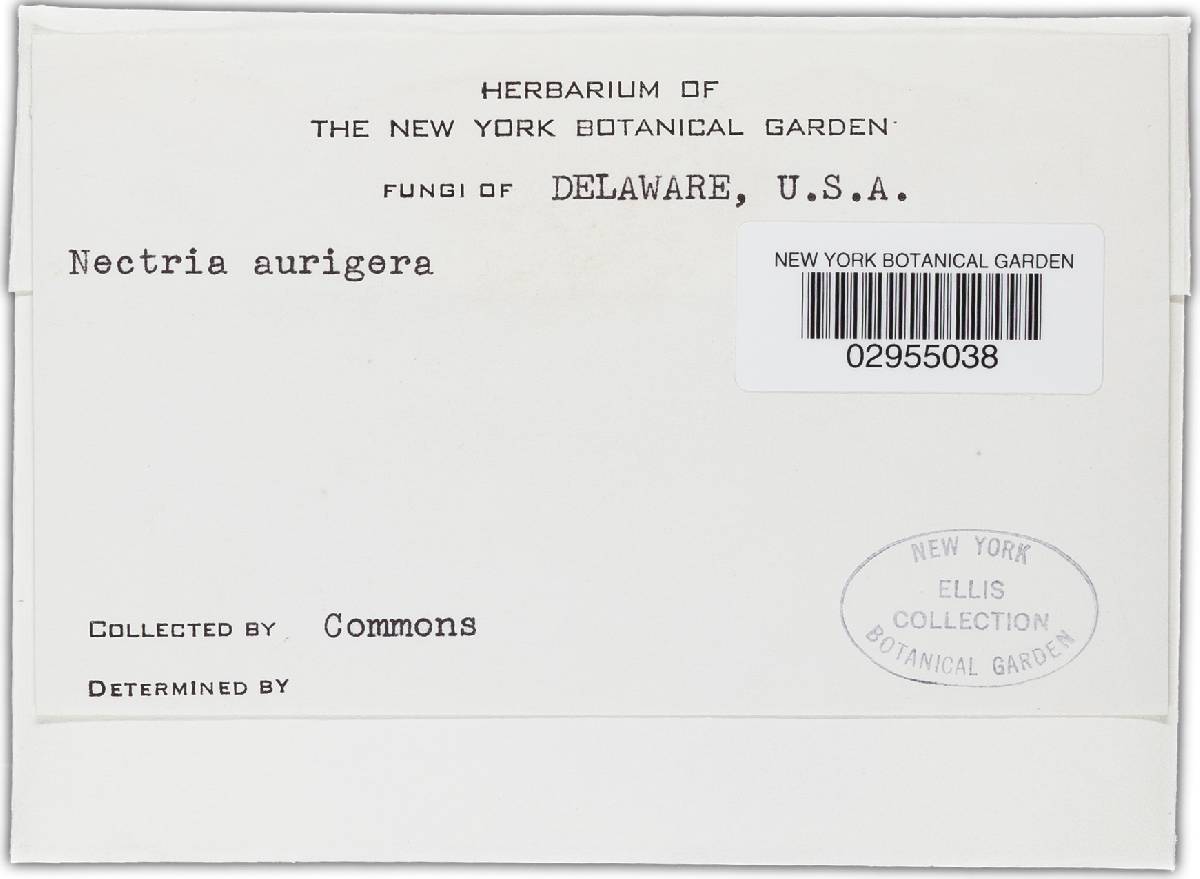 HERBARIUM OF
THE NEW YORK BOTANICAL GARDEN
FUNGI OF DELAWARE, U.S.A.
Nectria aurigera
NEW YORK BOTANICAL GARDEN
02955038
NEW YORK
ELLIS
COLLECTION
BOTANICAL GARDEN
COLLECTED BY Commons
DETERMINED BY